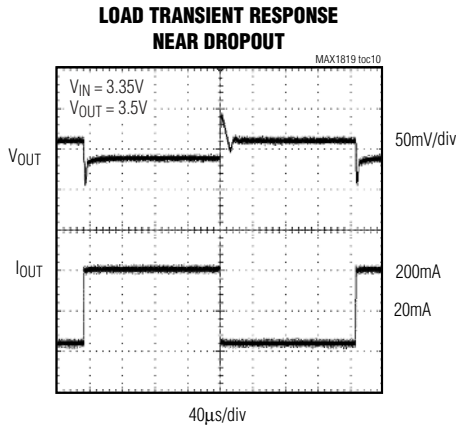 LOAD TRANSIENT RESPONSE
NEAR DROPOUT
MAX1819 toc10
VIN = 3.35V
VOUT = 3.5V
VOUT
50mV/div
IOUT
200mA
20mA
40μs/div